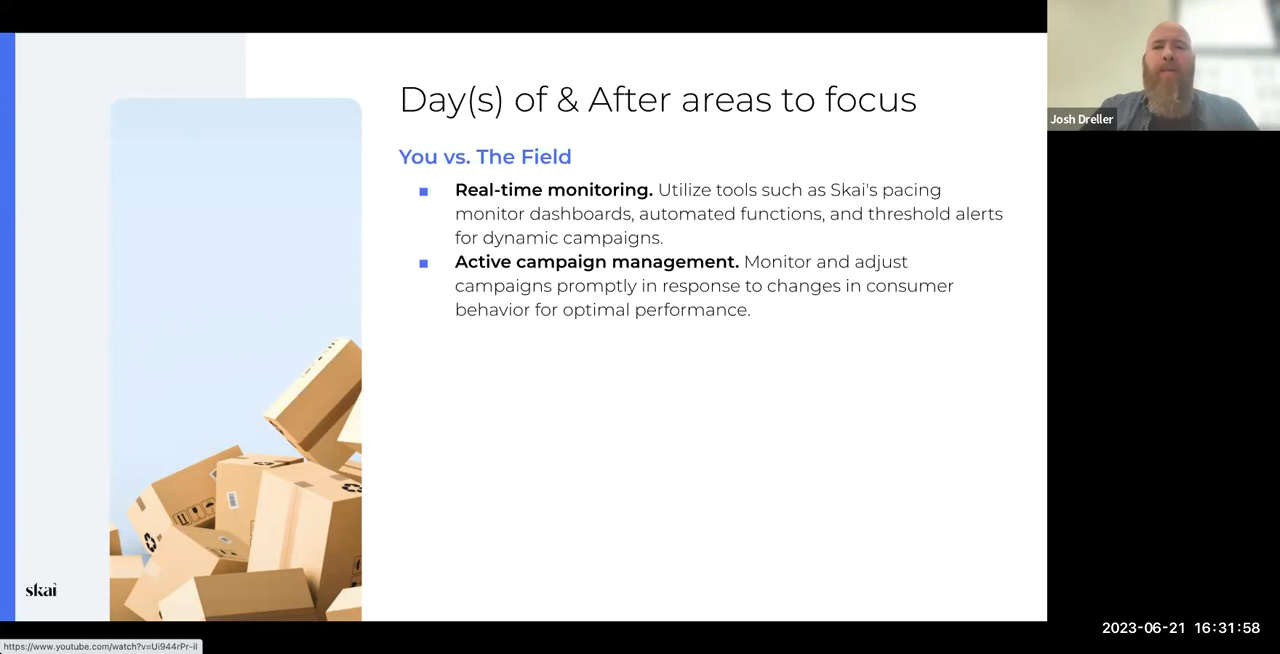 Day(s) of & After areas to focus
You vs. The Field
Real-time monitoring. Utilize tools such as Skai's pacing
monitor dashboards, automated functions, and threshold alerts
for dynamic campaigns.
Active campaign management. Monitor and adjust
campaigns promptly in response to changes in consumer
behavior for optimal performance.
Josh Dreller
skai
2023-06-21 16:31:58